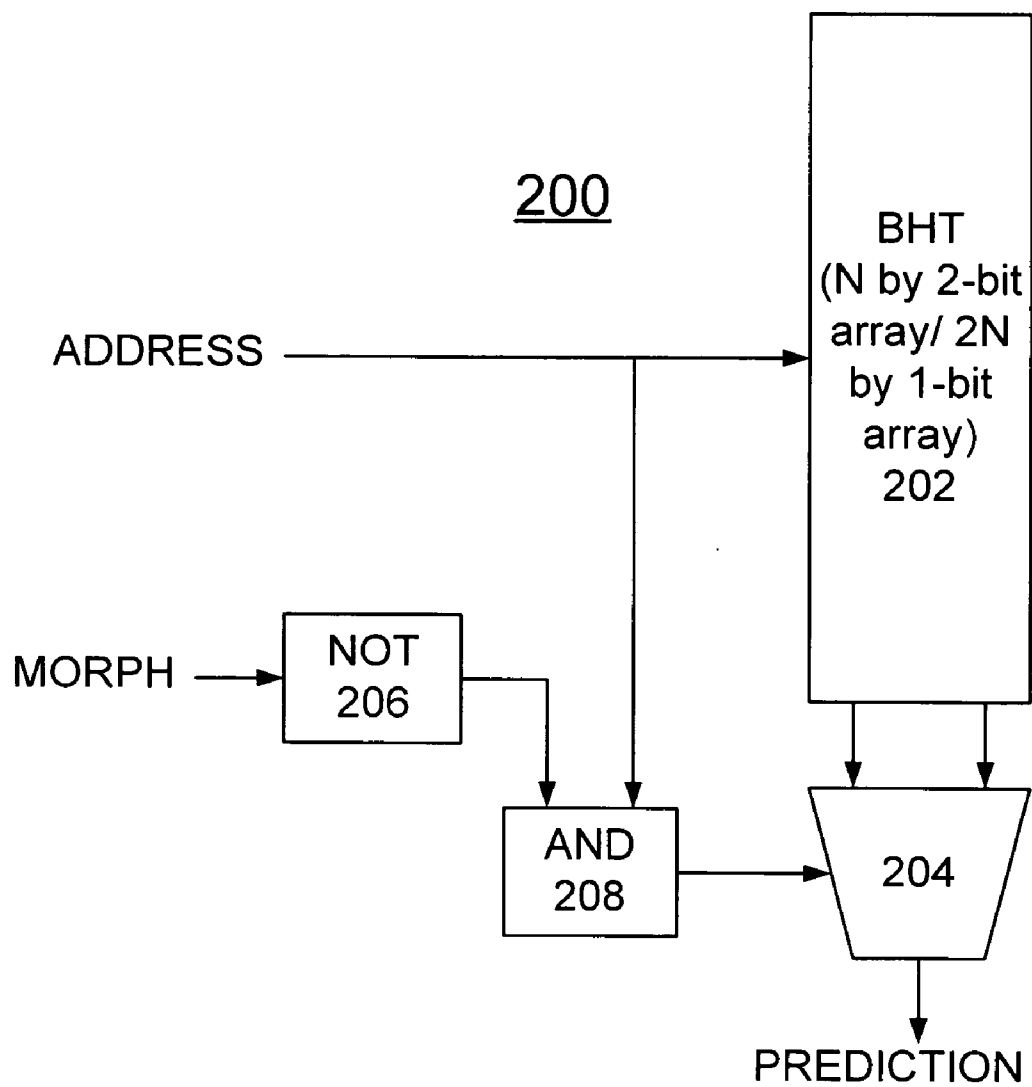 200
BHT
(N by 2-bit
array/ 2N
by 1-bit
array)
202
ADDRESS
MORPH
NOT
206
AND
208
204
PREDICTION